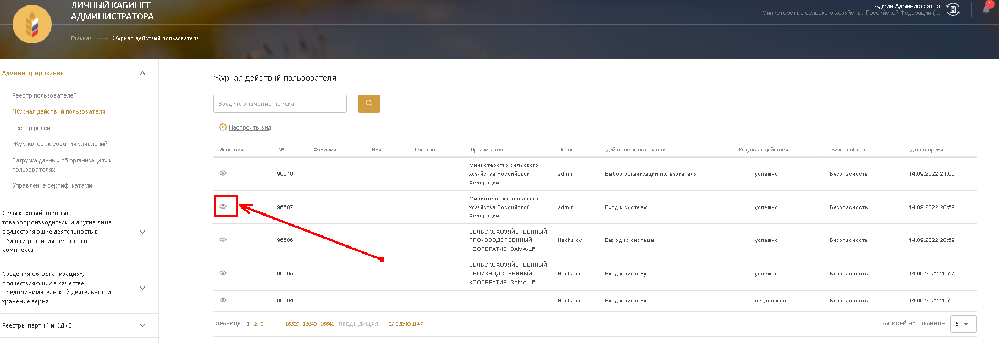 ЛИЧНЫЙ КАБИНЕТ
АДМИНИСТРАТОРА
Админ Администратор
Министерство сельского хозяйства Российской Федерации (...
6
Главная
Журнал действий пользователя
Администрирование
Реестр пользователей
Журнал действий пользователя
Реестр ролей
Журнал согласования заявлений
Загрузка данных об организациях и
пользователях
Управление сертификатами
Сельскохозяйственные
товаропроизводители и другие лица,
осуществляющие деятельность в
области развития зернового
комплекса
Сведения об организациях,
осуществляющих в качестве
предпринимательской деятельности
хранение зерна
Реестры партий и СДИЗ
Журнал действий пользователя
Введите значение поиска
Настроить вид
Действия № Фамилия Имя Отчество Организация Логин Действие пользователя Результат действия Бизнес область Дата и время
Министерство сельского
96616 хозяйства Российской admin Выбор организации пользователя успешно Безопасность 14.09.2022 21:00
Федерации
Министерство сельского
96607 хозяйства Российской admin Вход в систему успешно Безопасность 14.09.2022 20:59
Федерации
СЕЛЬСКОХОЗЯЙСТВЕННЫЙ
96606 ПРОИЗВОДСТВЕННЫЙ Nachalov Выход из системы успешно Безопасность 14.09.2022 20:59
КООПЕРАТИВ "ЗАМА-Ш"
СЕЛЬСКОХОЗЯЙСТВЕННЫЙ
96605 ПРОИЗВОДСТВЕННЫЙ Nachalov Вход в систему успешно Безопасность 14.09.2022 20:57
КООПЕРАТИВ "ЗАМА-Ш"
96604 Nachalov Вход в систему не успешно Безопасность 14.09.2022 20:56
СТРАНИЦЫ: 1 2 3 ... 16639 16640 16641 ПРЕДЫДУЩАЯ СЛЕДУЮЩАЯ
ЗАПИСЕЙ НА СТРАНИЦЕ: 5